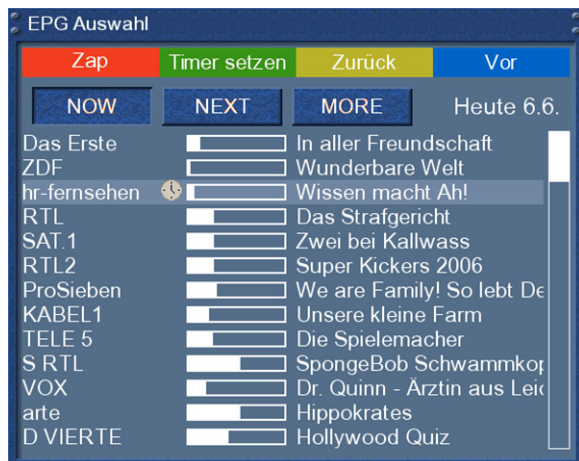 EPG Auswahl
Zap Timer setzen Zurück Vor
NOW NEXT MORE Heute 6.6.
Das Erste In aller Freundschaft
ZDF Wunderbare Welt
hr-fernsehen Wissen macht Ah!
RTL Das Strafgericht
SAT.1 Zwei bei Kallwass
RTL2 Super Kickers 2006
ProSieben We are Family! So lebt De
KABEL1 Unsere kleine Farm
TELE 5 Die Spielemacher
S RTL SpongeBob Schwammkop
VOX Dr. Quinn - Ärztin aus Leid
arte Hippokrates
D VIERTE Hollywood Quiz